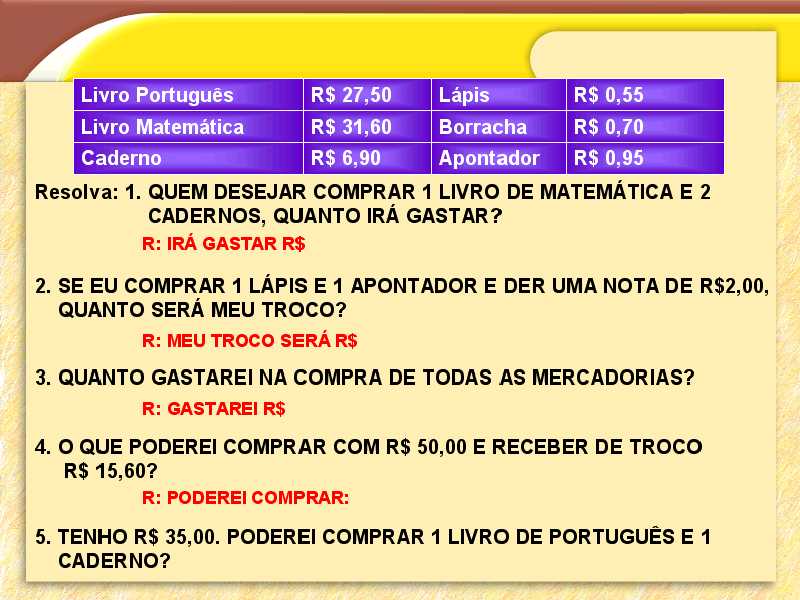 Livro Português R$ 27,50 Lápis R$ 0,55
Livro Matemática R$ 31,60 Borracha R$ 0,70
Caderno R$ 6,90 Apontador R$ 0,95
Resolva: 1. QUEM DESEJAR COMPRAR 1 LIVRO DE MATEMÁTICA E 2
CADERNOS, QUANTO IRÁ GASTAR?
R: IRÁ GASTAR R$
2. SE EU COMPRAR 1 LÁPIS E 1 APONTADOR E DER UMA NOTA DE R$2,00,
QUANTO SERÁ MEU TROCO?
R: MEU TROCO SERÁ R$
3. QUANTO GASTAREI NA COMPRA DE TODAS AS MERCADORIAS?
R: GASTAREI R$
4. O QUE PODEREI COMPRAR COM R$ 50,00 E RECEBER DE TROCO
R$ 15,60?
R: PODEREI COMPRAR:
5. TENHO R$ 35,00. PODEREI COMPRAR 1 LIVRO DE PORTUGUÊS E 1
CADERNO?